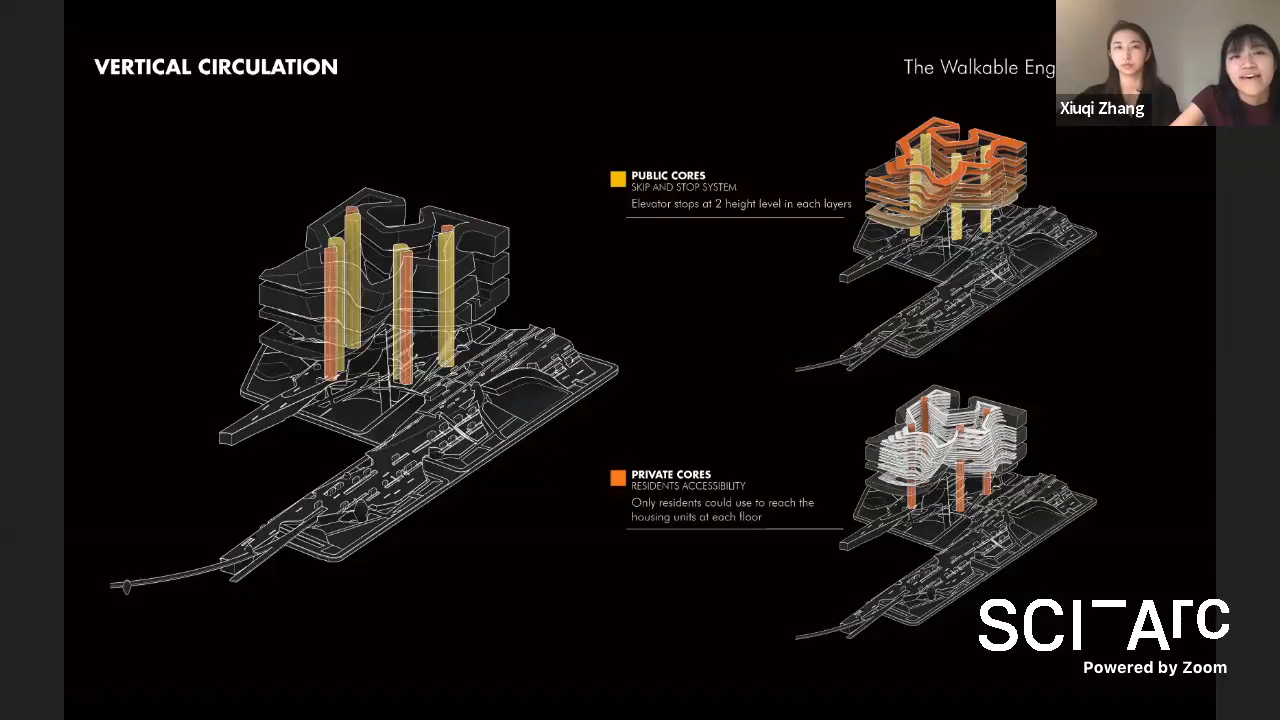 VERTICAL CIRCULATION
The Walkable Eng
Xiuqi Zhang
PUBLIC CORES
SKIP AND STOP SYSTEM
Elevator stops at 2 height level in each layers
PRIVATE CORES
RESIDENTS ACCESSIBILITY
Only residents could use to reach the
housing units at each floor
SCI-Arc
Powered by Zoom